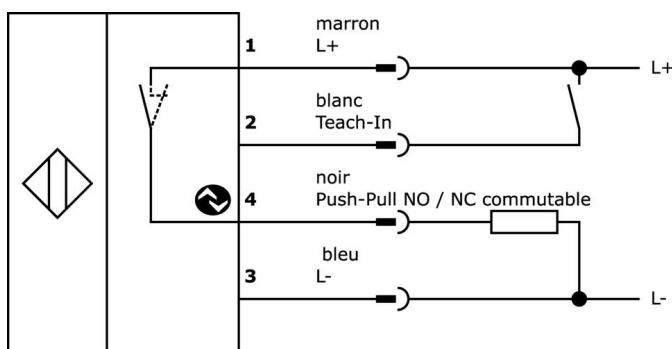 marron
1 L+ L+
blanc
2 Teach-In
noir
4 Push-Pull NO / NC commutable
bleu
3 L- L-